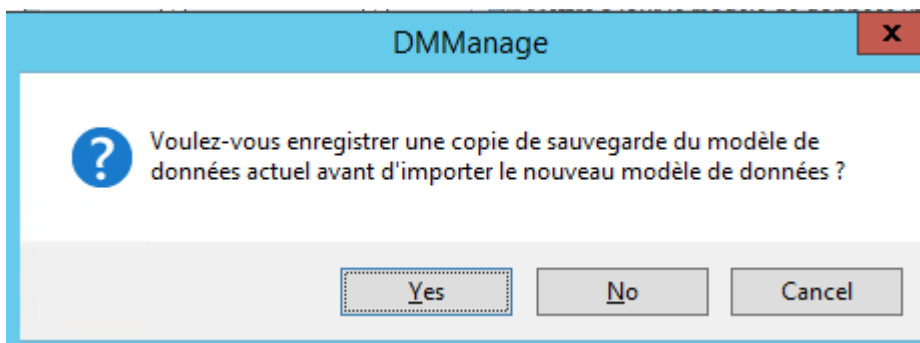 DMManage
x
Voulez-vous enregistrer une copie de sauvegarde du modèle de
données actuel avant d'importer le nouveau modèle de données ?
Yes
No
Cancel